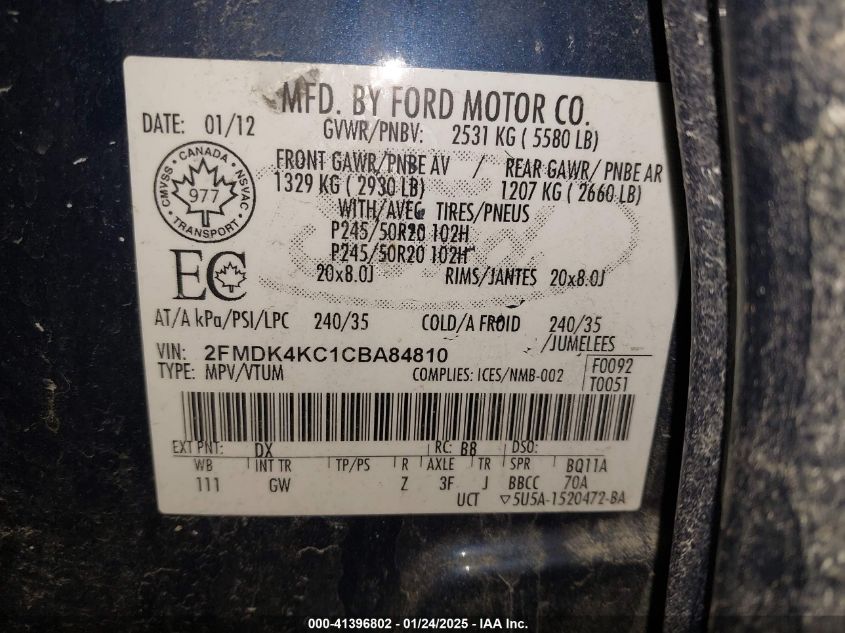 MFD. BY FORD MOTOR CO.
DATE: 01/12 GVWR/PNBV: 2531 KG ( 5580 LB)
FRONT GAWR/PNBE AV / REAR GAWR/ PNBE AR
1329 KG ( 2930 LB) 1207 KG ( 2660 LB)
CMVSS CANADA NSVAC
977
TRANSPORT
WITH/AVEC TIRES/PNEUS
P245/50R20 102H
P245/50R20 102H
EC
20x8.0J RIMS/JANTES 20x8.0J
AT/A kPa/PSI/LPC 240/35 COLD/A FROID 240/35
/JUMELEES
VIN: 2FMDK4KC1CBA84810
F0092
TYPE: MPV/VTUM COMPLIES: ICES/NMB-002
T0051
EXT PNT: DX RC: B8 DSO:
WB INT TR TP/PS R AXLE TR SPR BQ11A
111 GW Z 3F J BBCC 70A
UCT ▽5U5A-1520472-BA
000-41396802 - 01/24/2025 - IAA Inc.